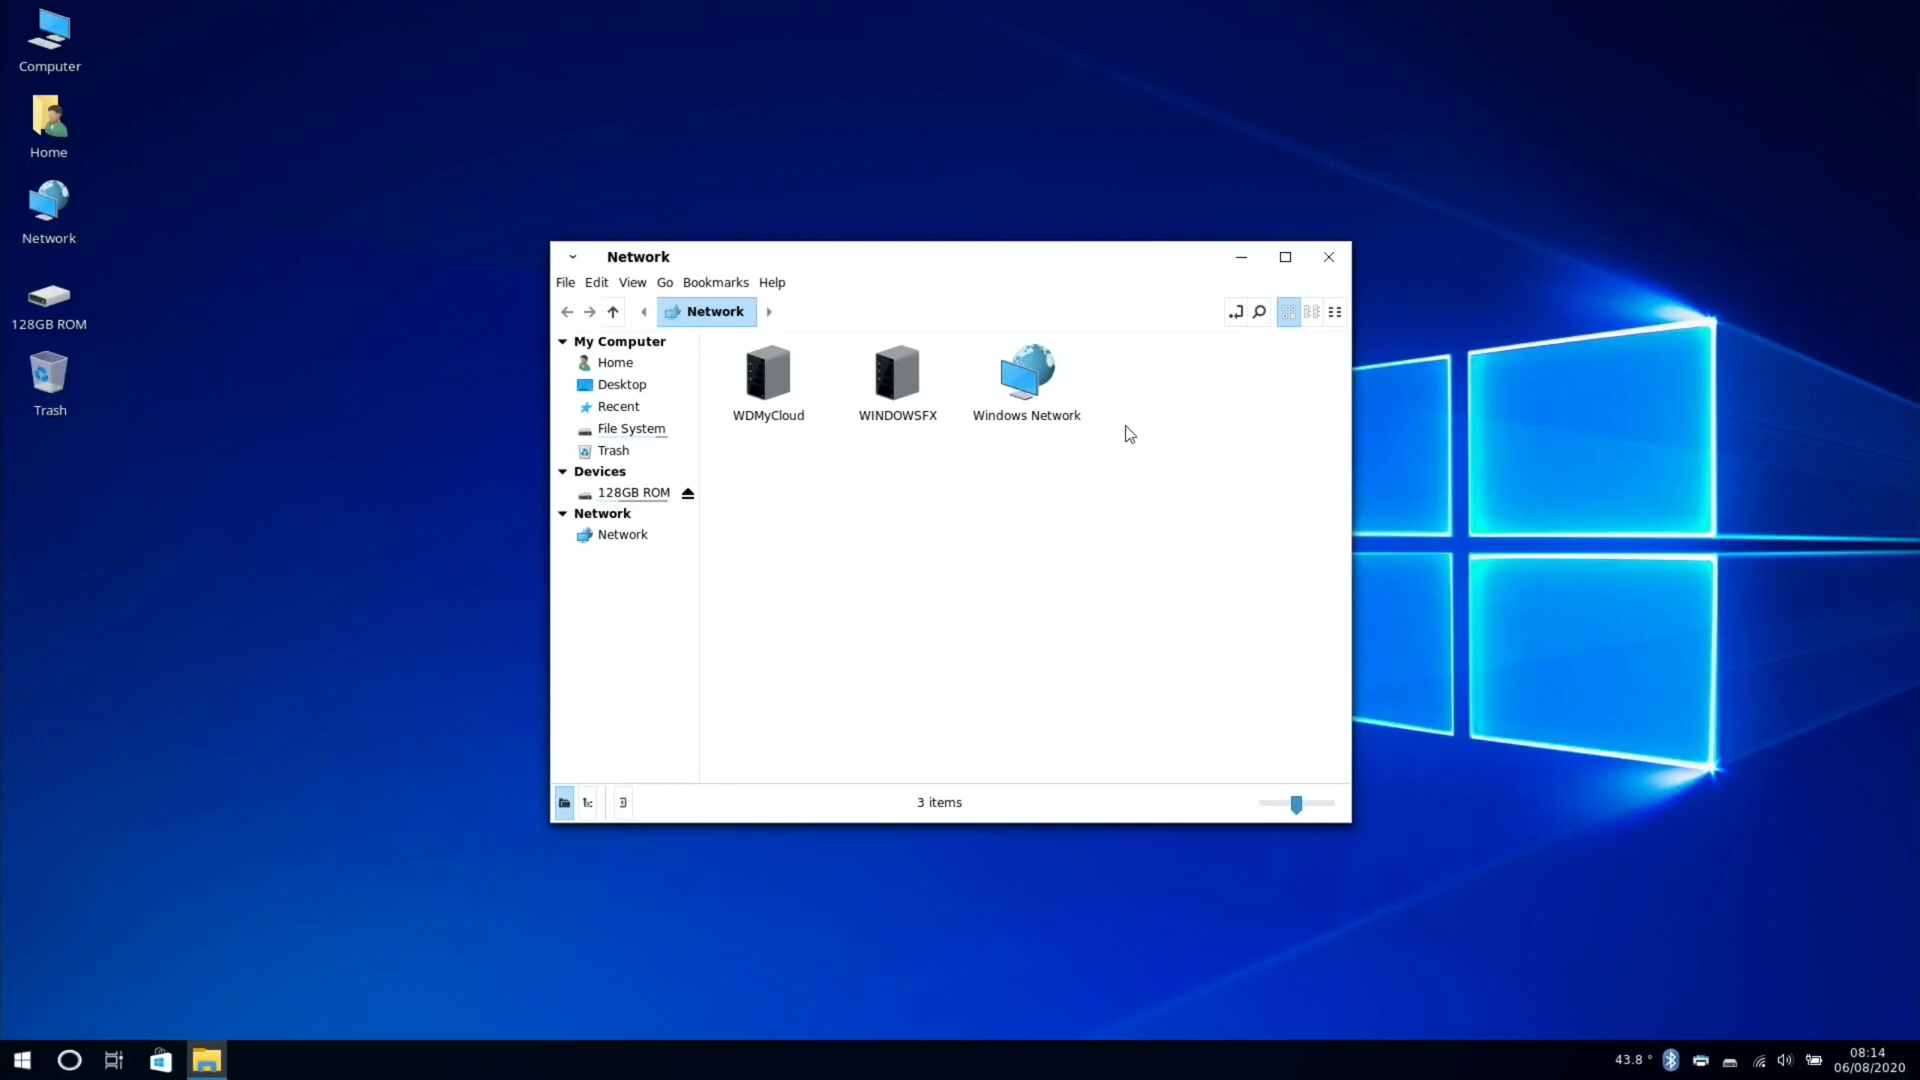 Computer
Home
Network
128GB ROM
Trash
Network
File Edit View Go Bookmarks Help
Network
My Computer
Home
Desktop
Recent
File System
Trash
Devices
128GB ROM
Network
Network
WDMyCloud
WINDOWSFX
Windows Network
3 items
43.8 °
08:14
06/08/2020